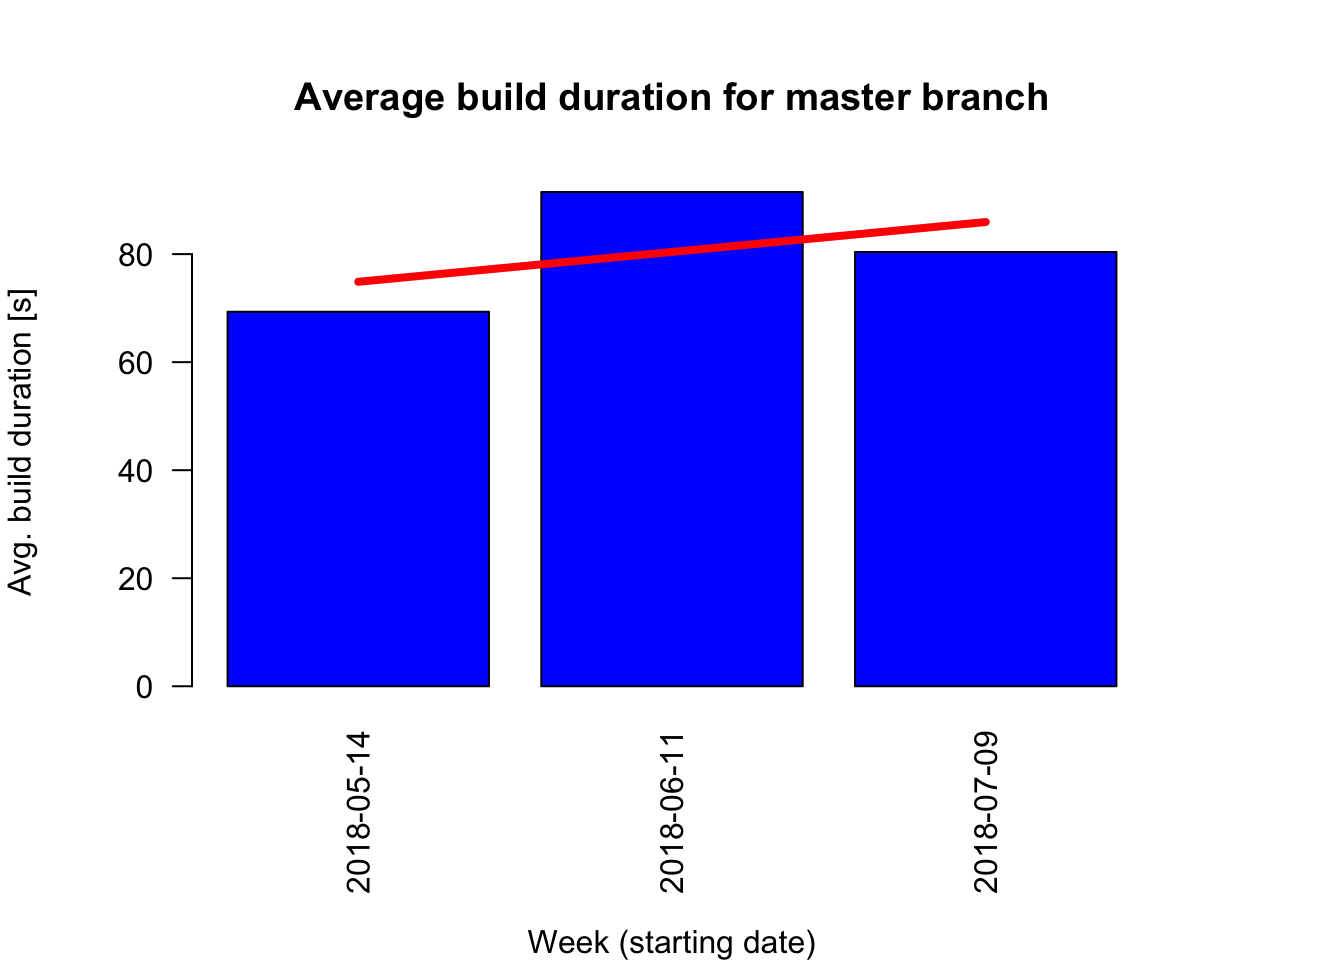 Average build duration for master branch
Avg. build duration [s]
80
60
40
20
0
2018-05-14
2018-06-11
2018-07-09
Week (starting date)